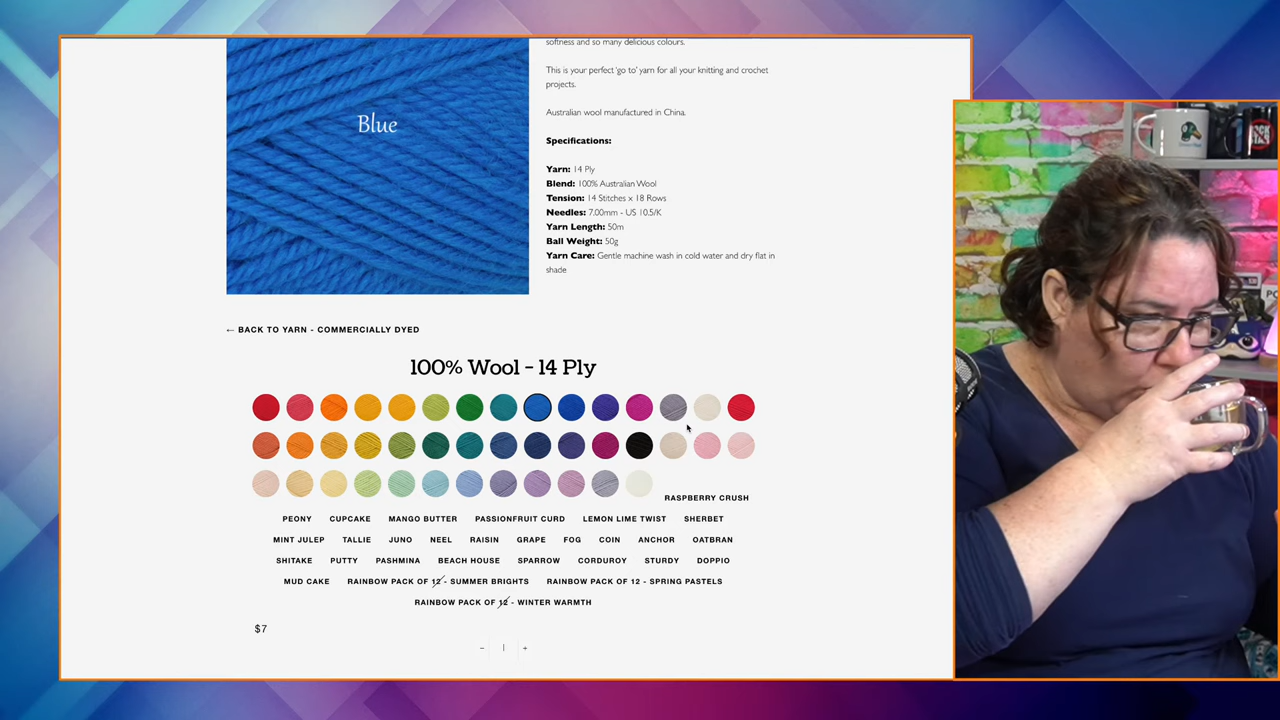 softness and so many delicious colours.
This is your perfect 'go to' yarn for all your knitting and crochet
projects.
Australian wool manufactured in China.
Specifications:
Yarn: 14 Ply
Blend: 100% Australian Wool
Tension: 14 Stitches x 18 Rows
Needles: 7.00mm - US 10.5/K
Yarn Length: 50m
Ball Weight: 50g
Yarn Care: Gentle machine wash in cold water and dry flat in
shade
Blue
← BACK TO YARN - COMMERCIALLY DYED
100% Wool - 14 Ply
RASPBERRY CRUSH
PEONY CUPCAKE MANGO BUTTER PASSIONFRUIT CURD LEMON LIME TWIST SHERBET
MINT JULEP TALLIE JUNO NEEL RAISIN GRAPE FOG COIN ANCHOR OATBRAN
SHITAKE PUTTY PASHMINA BEACH HOUSE SPARROW CORDUROY STURDY DOPPIO
MUD CAKE RAINBOW PACK OF 12 - SUMMER BRIGHTS RAINBOW PACK OF 12 - SPRING PASTELS
RAINBOW PACK OF 12 - WINTER WARMTH
$7
- 1 +